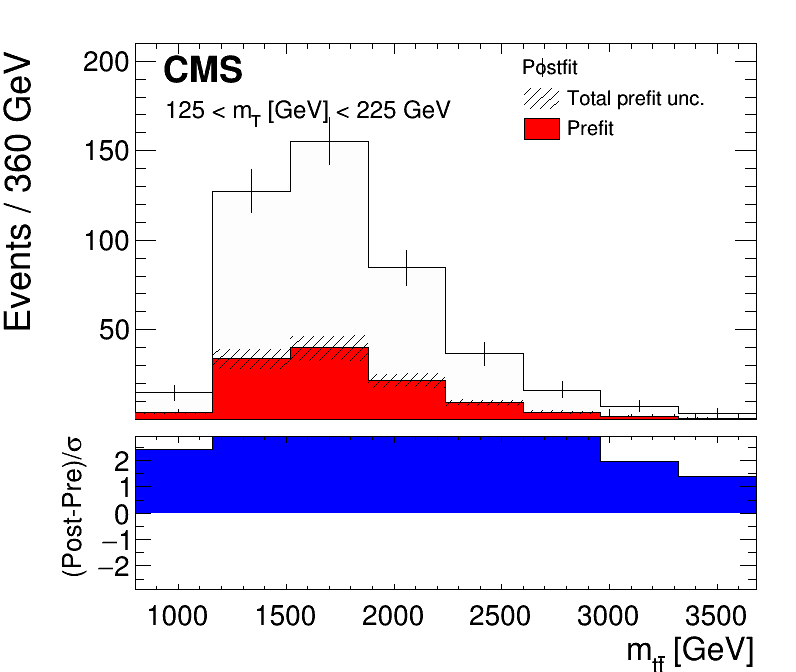 CMS
125 < m_T [GeV] < 225 GeV
Postfit
Total prefit unc.
Prefit
Events / 360 GeV
200
150
100
50
(Post-Pre)/σ
2
1
0
−1
−2
1000 1500 2000 2500 3000 3500
m_tt̄ [GeV]